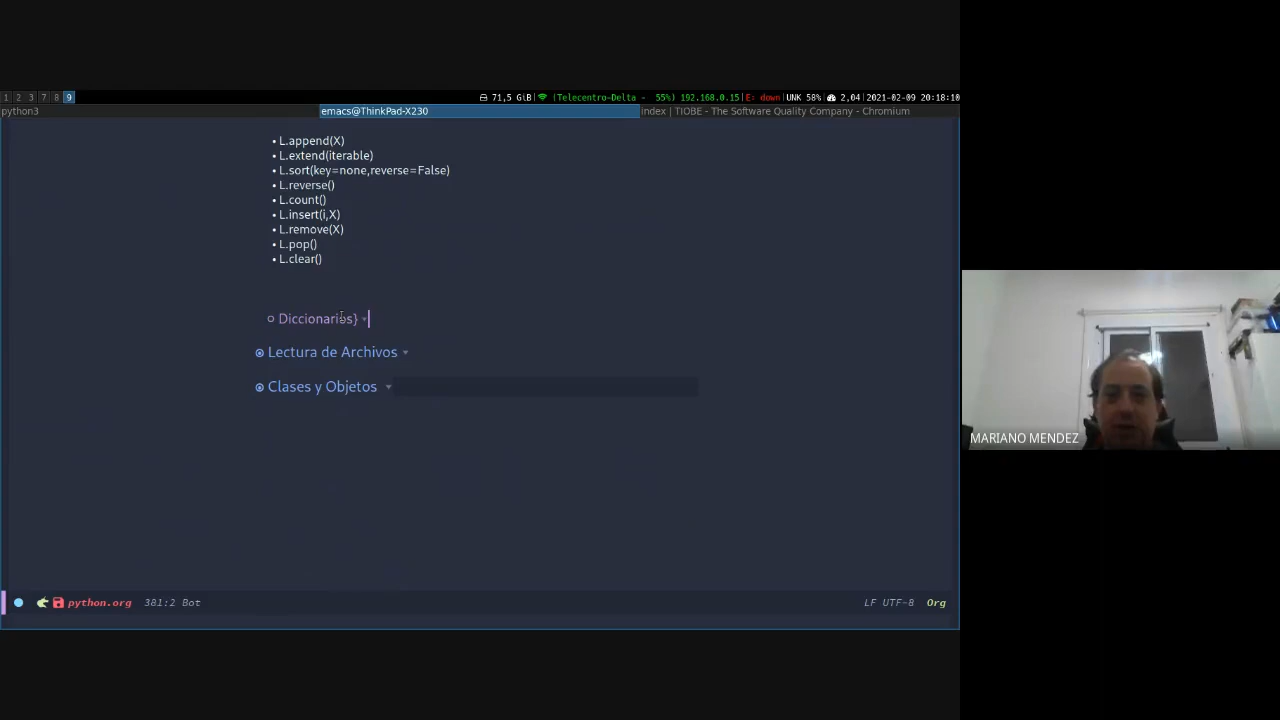 1 2 3 7 8 9
71,5 GiB | (Telecentro-Delta - 55%) 192.168.0.15 | E: down | UNK 58% | 2,04 | 2021-02-09 20:18:10
python3
emacs@ThinkPad-X230
index | TIOBE - The Software Quality Company - Chromium
• L.append(X)
• L.extend(iterable)
• L.sort(key=none,reverse=False)
• L.reverse()
• L.count()
• L.insert(i,X)
• L.remove(X)
• L.pop()
• L.clear()
Diccionarios}
Lectura de Archivos
Clases y Objetos
MARIANO MENDEZ
python.org 381:2 Bot
LF UTF-8 Org